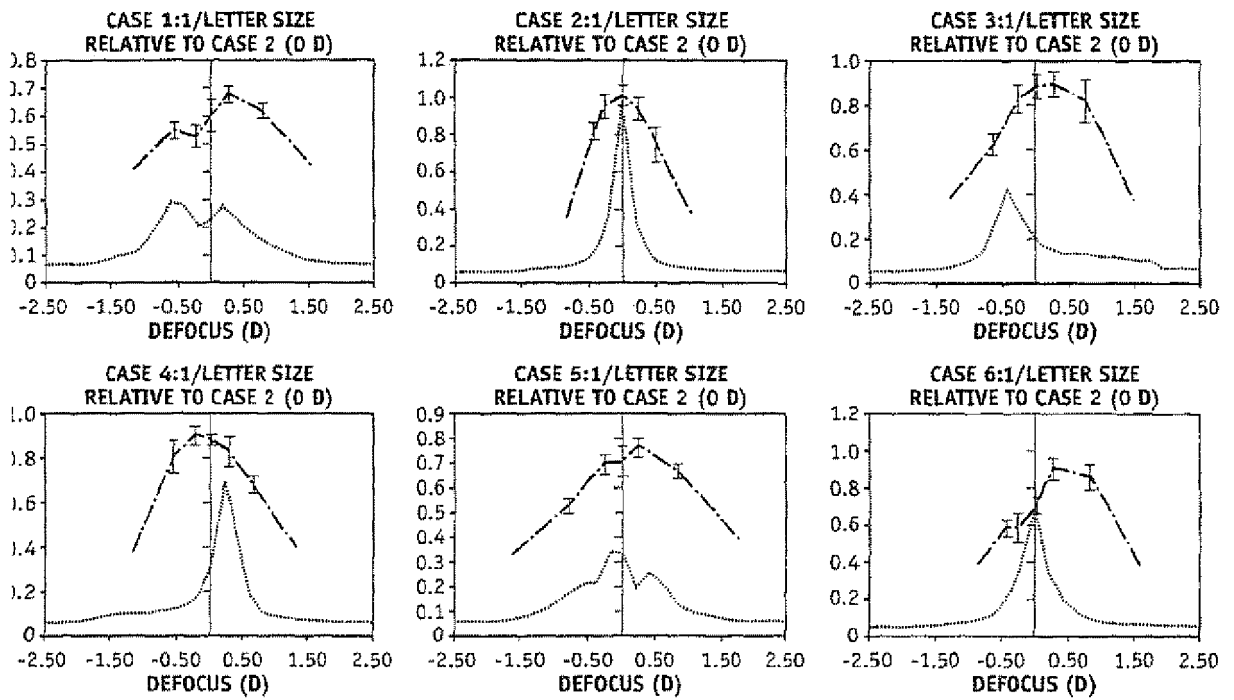 CASE 1:1/LETTER SIZE
RELATIVE TO CASE 2 (0 D)
.8
.7
.6
.5
.4
.3
.2
.1
0
-2.50 -1.50 -0.50 0.50 1.50 2.50
DEFOCUS (D)
CASE 2:1/LETTER SIZE
RELATIVE TO CASE 2 (0 D)
1.2
1.0
0.8
0.6
0.4
0.2
0
-2.50 -1.50 -0.50 0.50 1.50 2.50
DEFOCUS (D)
CASE 3:1/LETTER SIZE
RELATIVE TO CASE 2 (0 D)
1.0
0.8
0.6
0.4
0.2
0
-2.50 -1.50 -0.50 0.50 1.50 2.50
DEFOCUS (D)
CASE 4:1/LETTER SIZE
RELATIVE TO CASE 2 (0 D)
1.0
.8
.6
.4
.2
0
-2.50 -1.50 -0.50 0.50 1.50 2.50
DEFOCUS (D)
CASE 5:1/LETTER SIZE
RELATIVE TO CASE 2 (0 D)
0.9
0.8
0.7
0.6
0.5
0.4
0.3
0.2
0.1
0
-2.50 -1.50 -0.50 0.50 1.50 2.50
DEFOCUS (D)
CASE 6:1/LETTER SIZE
RELATIVE TO CASE 2 (0 D)
1.2
1.0
0.8
0.6
0.4
0.2
0
-2.50 -1.50 -0.50 0.50 1.50 2.50
DEFOCUS (D)